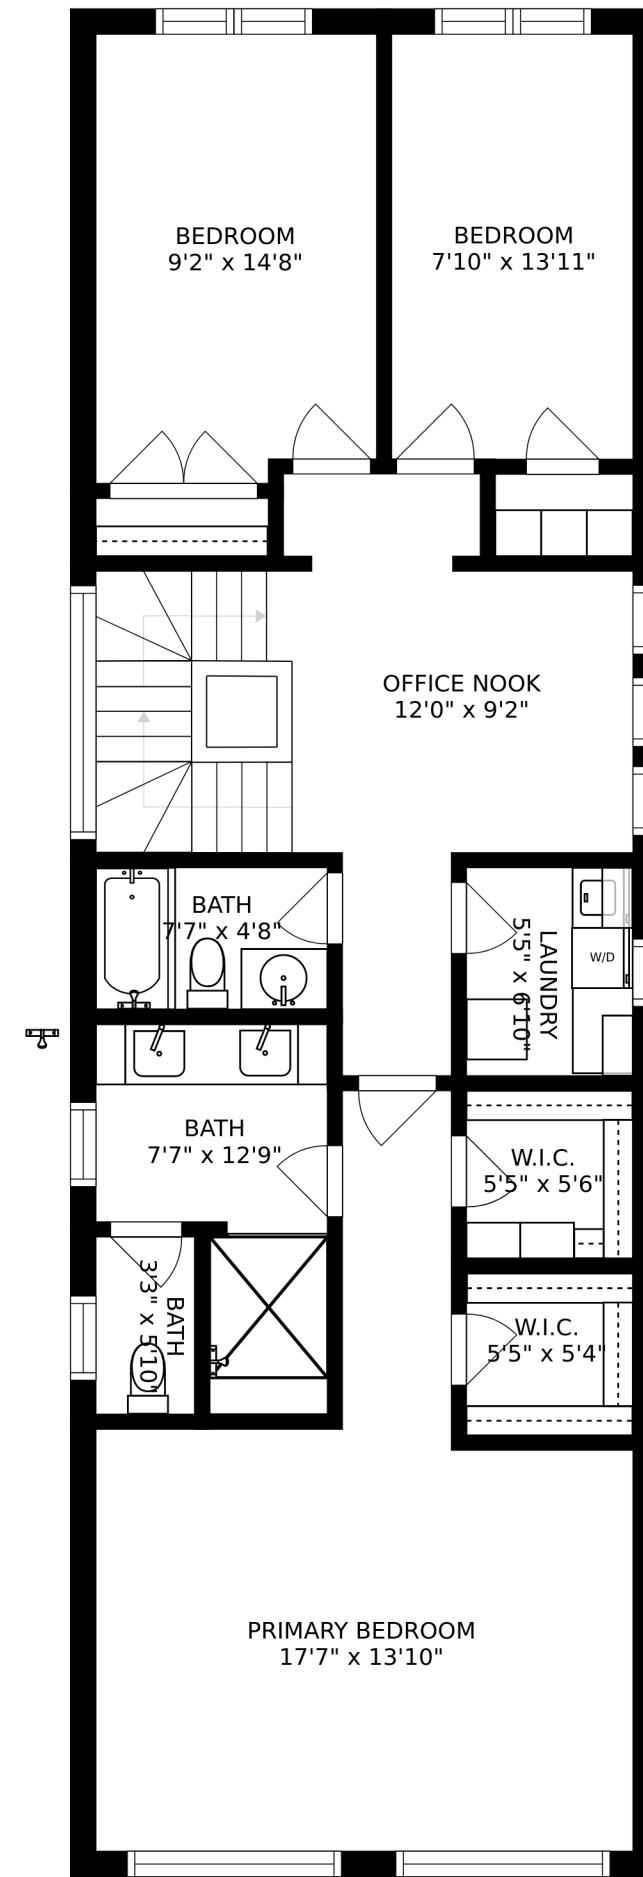 BEDROOM
9'2" x 14'8"
BEDROOM
7'10" x 13'11"
OFFICE NOOK
12'0" x 9'2"
BATH
7'7" x 4'8"
LAUNDRY
5'5" x 6'10"
W/D
BATH
7'7" x 12'9"
W.I.C.
5'5" x 5'6"
BATH
3'3" x 5'10"
W.I.C.
5'5" x 5'4"
PRIMARY BEDROOM
17'7" x 13'10"